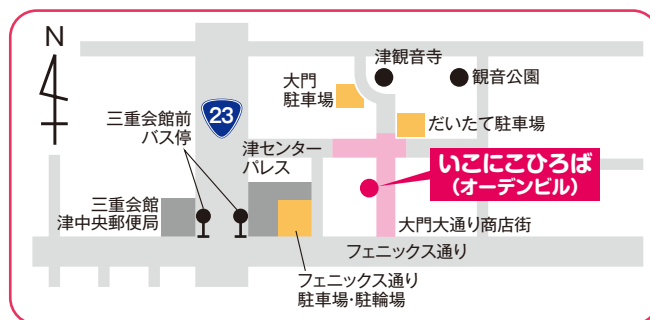 N
津観音寺
観音公園
大門
駐車場
だいたて駐車場
23
三重会館前
バス停
津センター
パレス
いこにこひろば
(オーデンビル)
三重会館
津中央郵便局
大門大通り商店街
フェニックス通り
フェニックス通り
駐車場・駐輪場